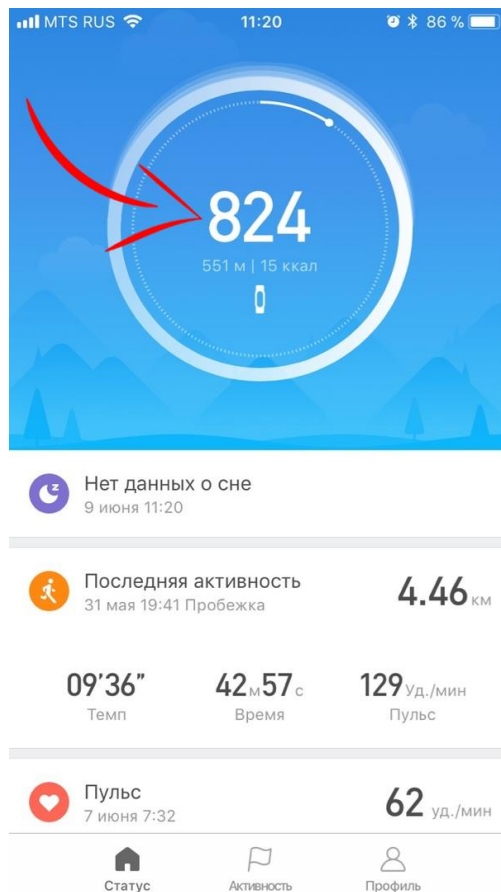 MTS RUS 11:20 86 %
824
551 м | 15 ккал
Нет данных о сне
9 июня 11:20
Последняя активность
31 мая 19:41 Пробежка
4.46 км
09'36" 42м57с 129 Уд./мин
Темп Время Пульс
Пульс
7 июня 7:32
62 уд./мин
Статус Активность Профиль